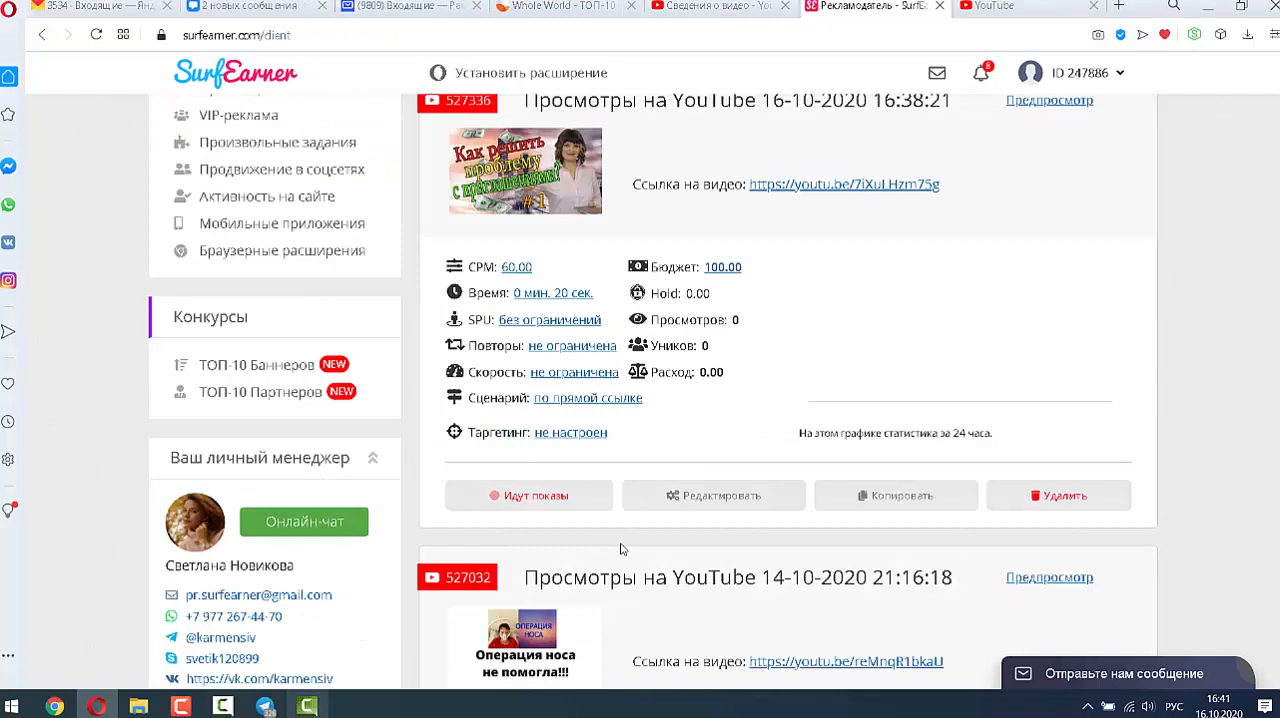 3534 - Входящие — Ян
2 новых сообщения
(9809) Входящие — Рам
Whole World - ТОП-10
Сведения о видео - You
Рекламодатель - SurfEa
YouTube
surfearner.com/client
SurfEarner
Установить расширение
8
ID 247886
VIP-реклама
Произвольные задания
Продвижение в соцсетях
Активность на сайте
Мобильные приложения
Браузерные расширения
Конкурсы
ТОП-10 Баннеров NEW
ТОП-10 Партнеров NEW
Ваш личный менеджер
Онлайн-чат
Светлана Новикова
pr.surfearner@gmail.com
+7 977 267-44-70
@karmensiv
svetik120899
https://vk.com/karmensiv
527336
Просмотры на YouTube 16-10-2020 16:38:21
Предпросмотр
Как решить
проблему
с приглашениями?
#1
Ссылка на видео: https://youtu.be/7iXuLHzm75g
CPM: 60.00
Бюджет: 100.00
Время: 0 мин. 20 сек.
Hold: 0.00
SPU: без ограничений
Просмотров: 0
Повторы: не ограничена
Уников: 0
Скорость: не ограничена
Расход: 0.00
Сценарий: по прямой ссылке
Таргетинг: не настроен
На этом графике статистика за 24 часа.
Идут показы
Редактировать
Копировать
Удалить
527032
Просмотры на YouTube 14-10-2020 21:16:18
Предпросмотр
ОПЕРАЦИЯ
НОСА
Операция носа
не помогла!!!
Ссылка на видео: https://youtu.be/reMnqR1bkaU
Отправьте нам сообщение
РУС
16:41
16.10.2020